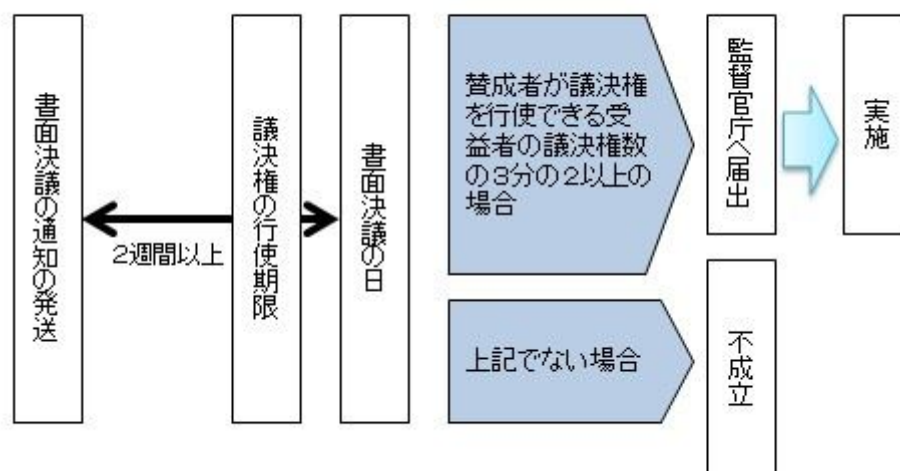 書面決議の通知の発送
2週間以上
議決権の行使期限
書面決議の日
賛成者が議決権
を行使できる受
益者の議決権数
の3分の2以上の
場合
監督官庁へ届出
実施
上記でない場合
不成立